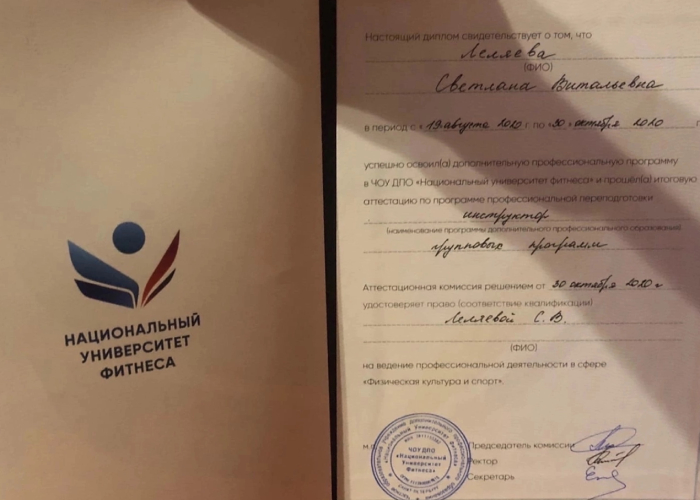 НАЦИОНАЛЬНЫЙ
УНИВЕРСИТЕТ
ФИТНЕСА
Настоящий диплом свидетельствует о том, что
Леляева
(ФИО)
Светлана Витальевна
в период с «19» августа 2020 г. по «30» октября 2020 г
успешно освоил(а) дополнительную профессиональную программу
в ЧОУ ДПО «Национальный университет фитнеса» и прошёл(а) итоговую
аттестацию по программе профессиональной переподготовки
инструктор
(наименование программы дополнительного профессионального образования)
групповых программ
Аттестационная комиссия решением от 30 октября 2020 г
удостоверяет право (соответствие квалификации)
Леляевой С. В.
(ФИО)
на ведение профессиональной деятельности в сфере
«Физическая культура и спорт».
ЧОУ ДПО
«Национальный
Университет
Фитнеса»
Председатель комиссии
Ректор
Секретарь